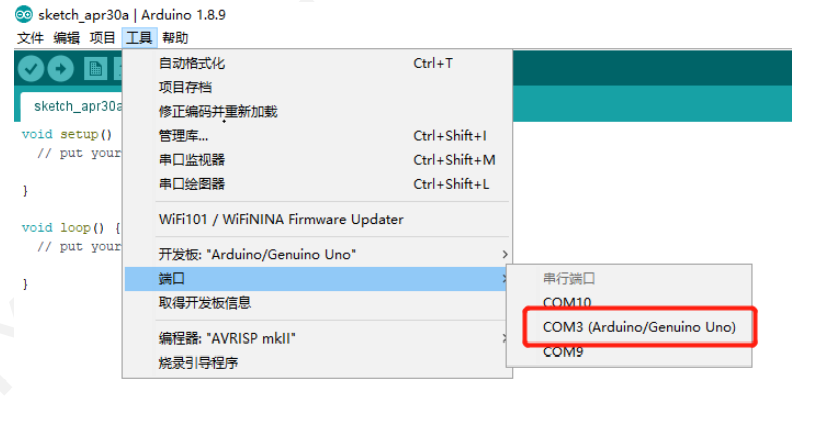 sketch_apr30a | Arduino 1.8.9
文件 编辑 项目 工具 帮助
自动格式化 Ctrl+T
项目存档
sketch_apr30a
修正编码并重新加载
void setup()
管理库... Ctrl+Shift+I
// put your
串口监视器 Ctrl+Shift+M
串口绘图器 Ctrl+Shift+L
}
WiFi101 / WiFiNINA Firmware Updater
void loop() {
// put your
开发板: "Arduino/Genuino Uno"
端口
串行端口
}
取得开发板信息
COM10
COM3 (Arduino/Genuino Uno)
编程器: "AVRISP mkII"
COM9
烧录引导程序